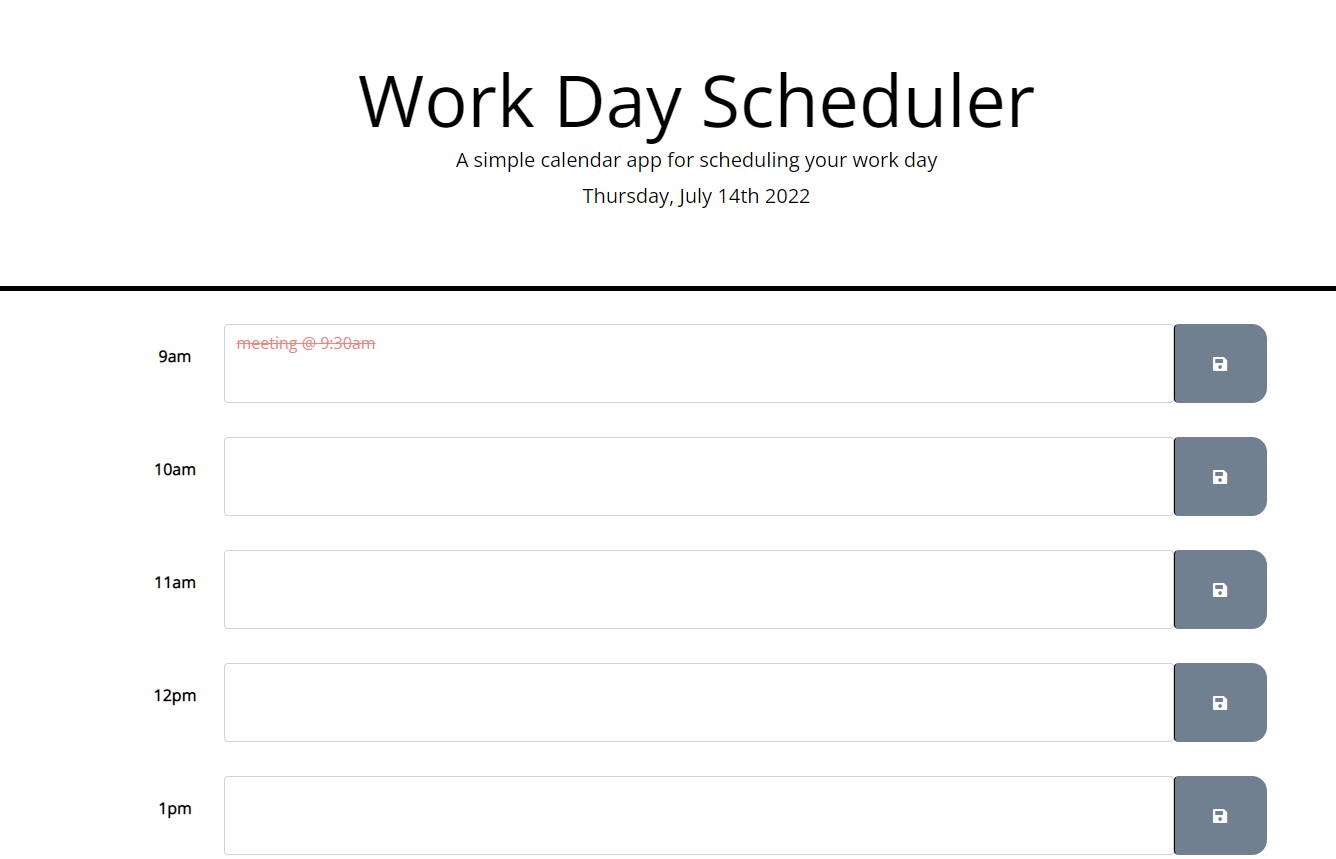 Work Day Scheduler
A simple calendar app for scheduling your work day
Thursday, July 14th 2022
9am
meeting @ 9:30am
10am
11am
12pm
1pm